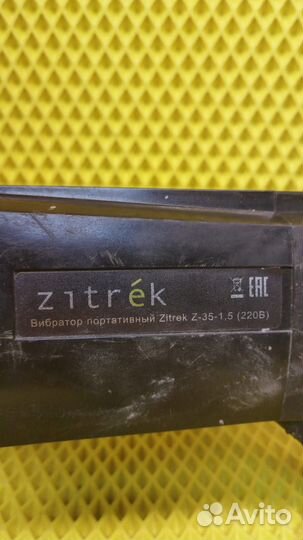 zitrék
EAC
Вибратор портативный Zitrek Z-35-1,5 (220В)
Avito